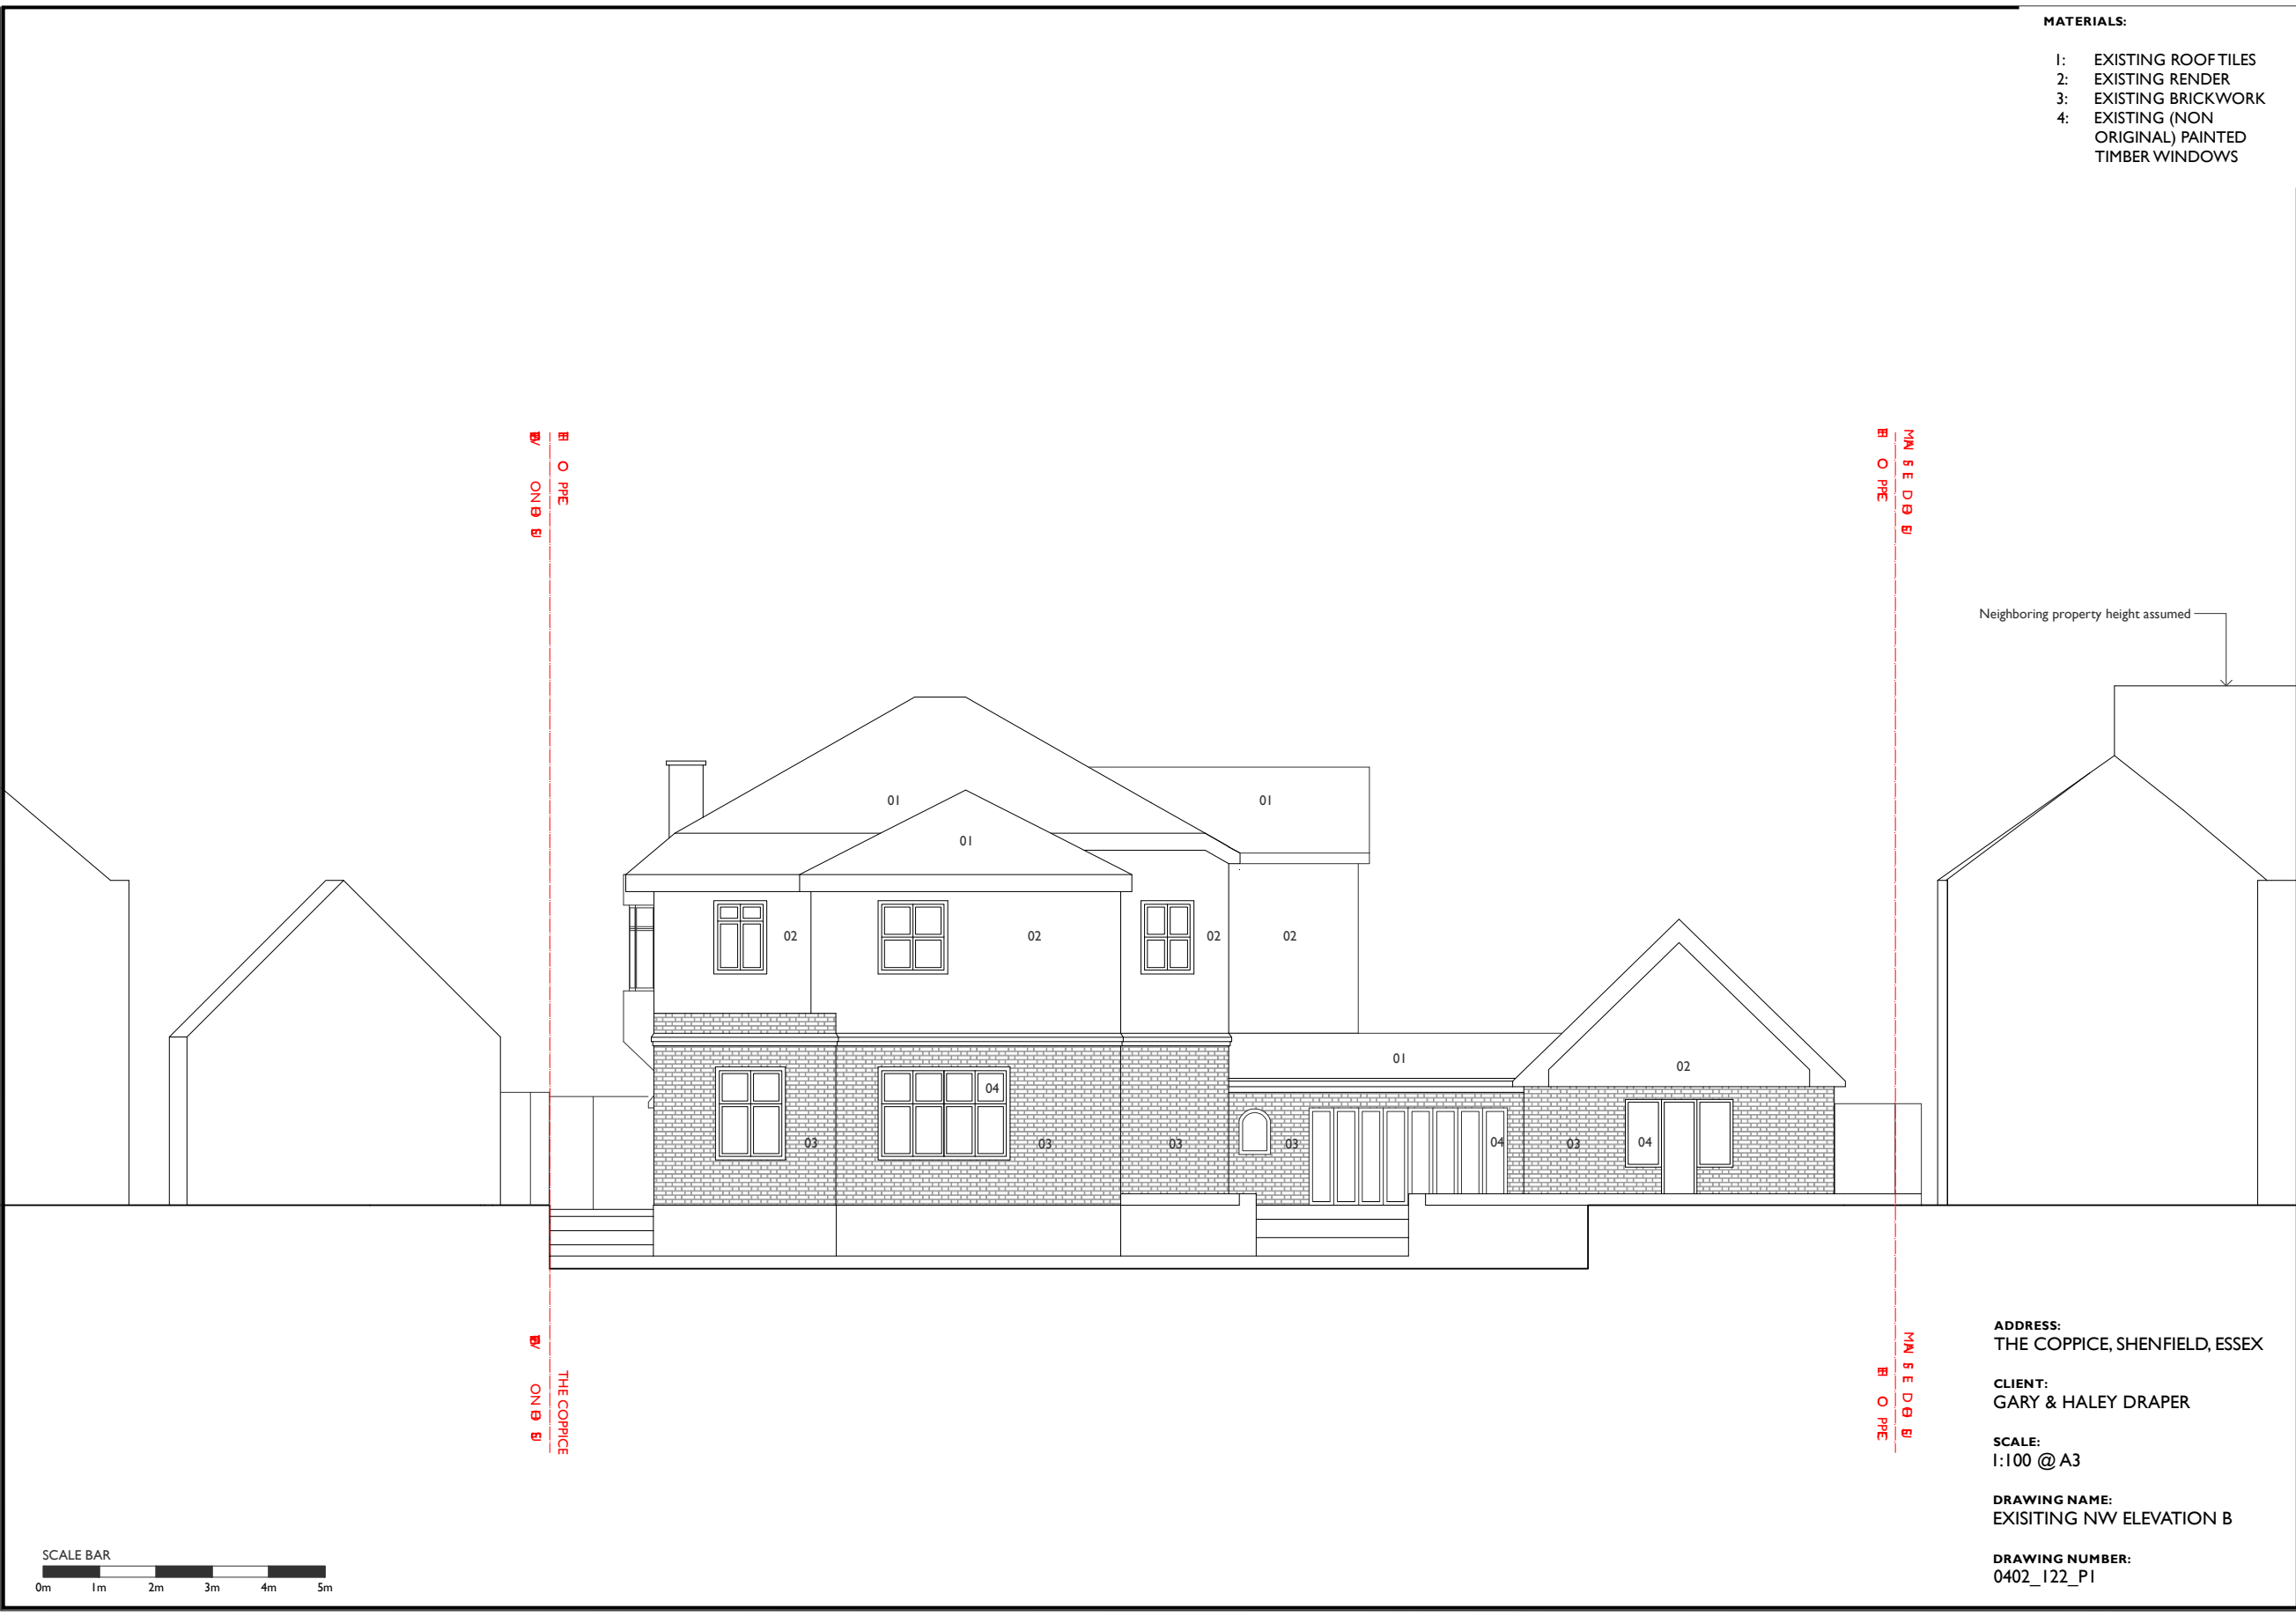 MATERIALS:
1: EXISTING ROOF TILES
2: EXISTING RENDER
3: EXISTING BRICKWORK
4: EXISTING (NON
ORIGINAL) PAINTED
TIMBER WINDOWS
Neighboring property height assumed
01
01
01
02
02
02
02
01
02
04
03
03
03
03
04
03
04
THE COPPICE
ADDRESS:
THE COPPICE, SHENFIELD, ESSEX
CLIENT:
GARY & HALEY DRAPER
SCALE:
1:100 @ A3
DRAWING NAME:
EXISITING NW ELEVATION B
DRAWING NUMBER:
0402_122_P1
SCALE BAR
0m 1m 2m 3m 4m 5m